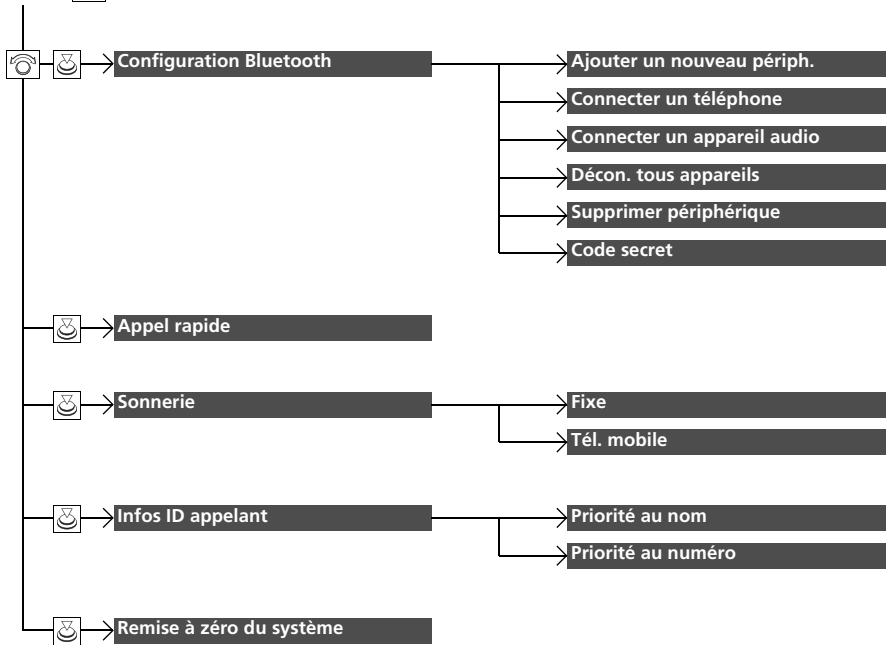 Configuration Bluetooth
Ajouter un nouveau périph.
Connecter un téléphone
Connecter un appareil audio
Décon. tous appareils
Supprimer périphérique
Code secret
Appel rapide
Sonnerie
Fixe
Tél. mobile
Infos ID appelant
Priorité au nom
Priorité au numéro
Remise à zéro du système